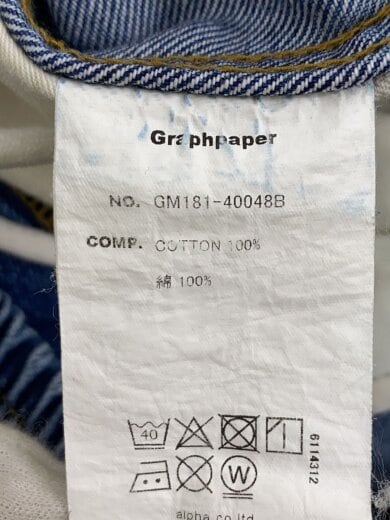 Graphpaper
NO. GM181-40048B
COMP. COTTON 100%
綿 100%
40
W
6114312
alpha co.ltd